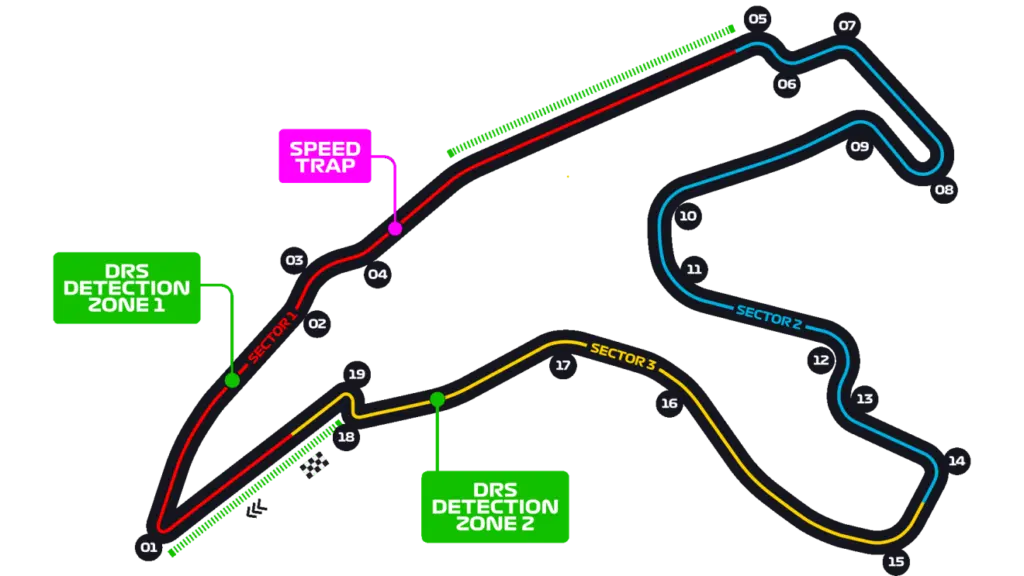 05
07
06
SPEED
TRAP
09
08
10
03
04
DRS
DETECTION
ZONE 1
11
02
SECTOR 1
SECTOR 2
SECTOR 3
12
17
19
13
16
18
14
DRS
DETECTION
ZONE 2
01
15